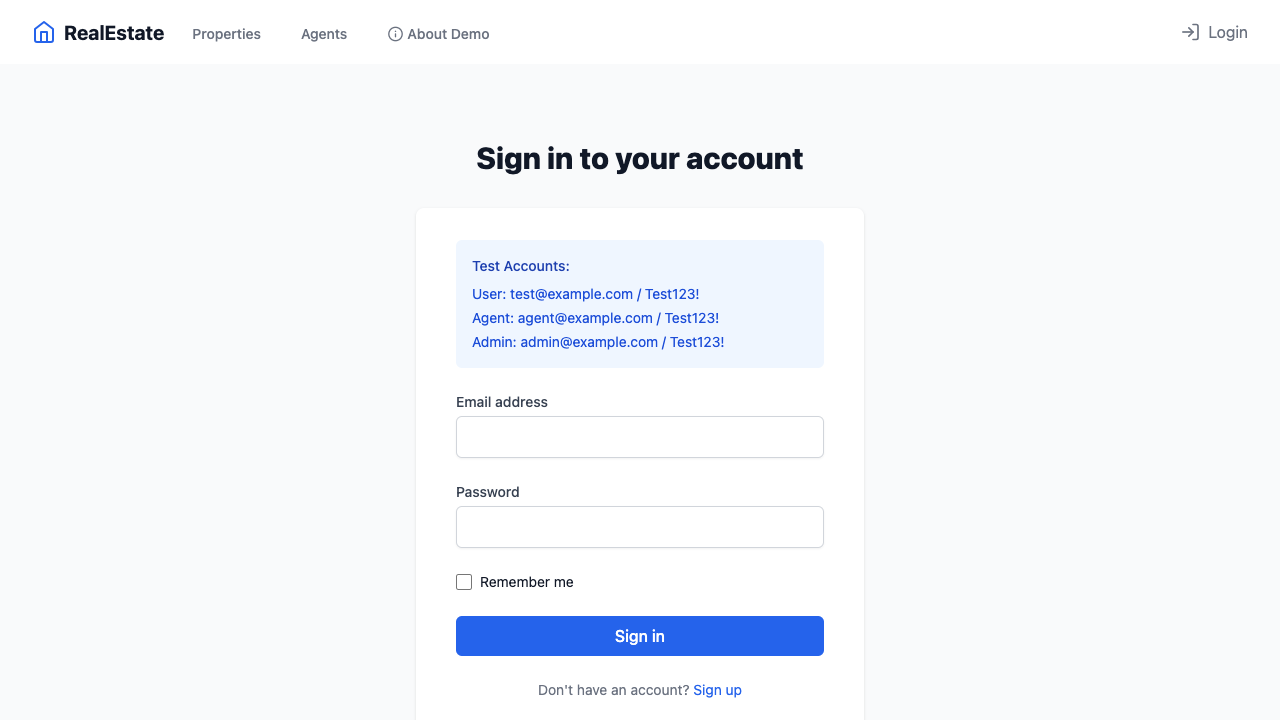 RealEstate
Properties
Agents
About Demo
Login
Sign in to your account
Test Accounts:
User: test@example.com / Test123!
Agent: agent@example.com / Test123!
Admin: admin@example.com / Test123!
Email address
Password
Remember me
Sign in
Don't have an account? Sign up